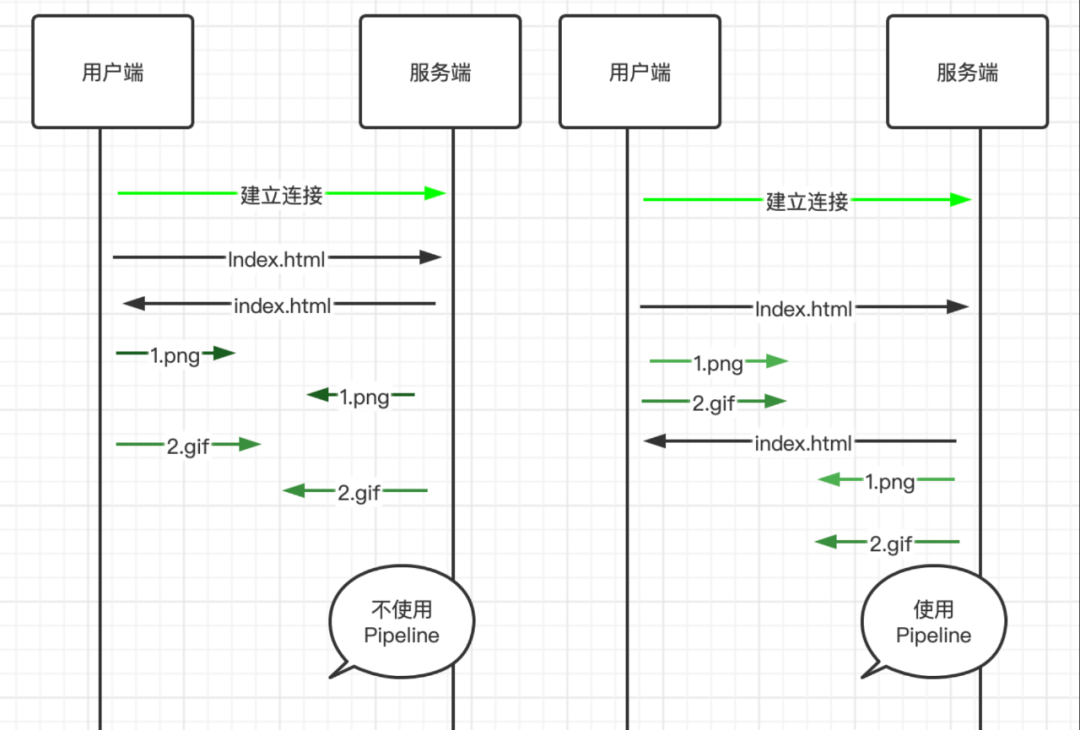 用户端
服务端
建立连接
Index.html
index.html
1.png
1.png
2.gif
2.gif
不使用
Pipeline
用户端
服务端
建立连接
Index.html
1.png
2.gif
index.html
1.png
2.gif
使用
Pipeline